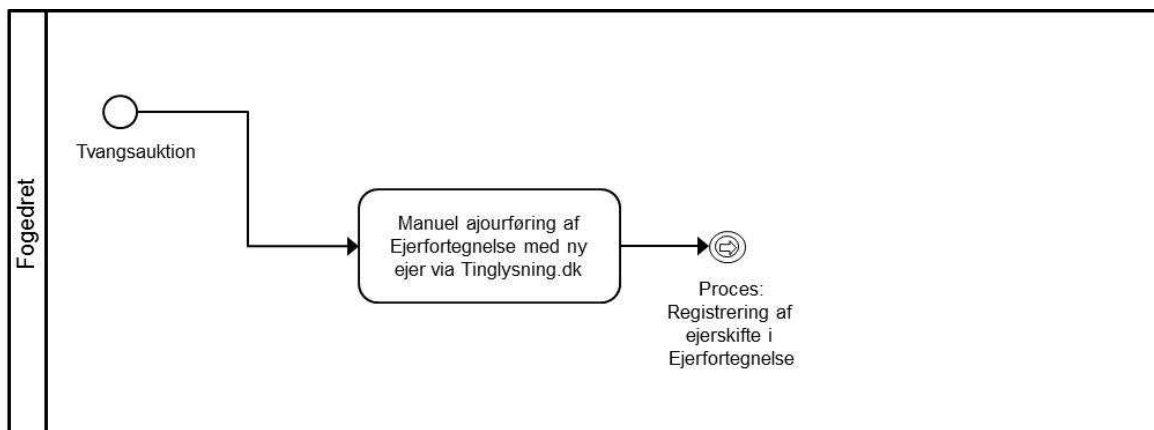 Fogedret
Tvangsauktion
Manuel ajourføring af
Ejerfortegnelse med ny
ejer via Tinglysning.dk
Proces:
Registrering af
ejerskifte i
Ejerfortegnelse